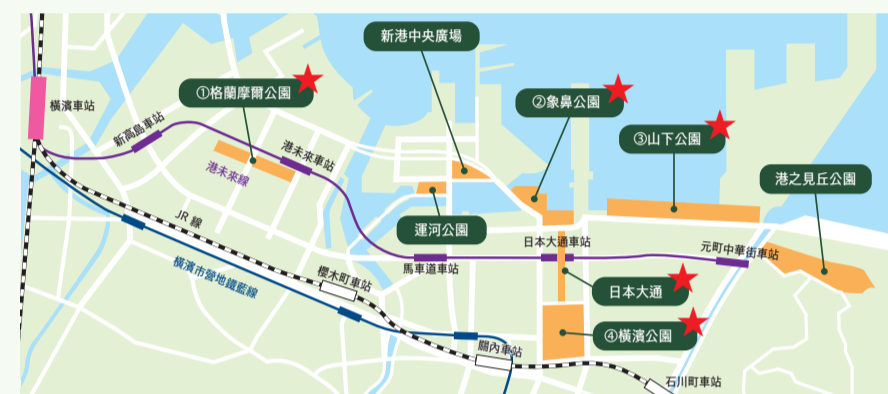 新港中央廣場
①格蘭摩爾公園
②象鼻公園
橫濱車站
新高島車站
③山下公園
港未來車站
港未來線
港之見丘公園
JR 線
運河公園
日本大通車站
元町中華街車站
馬車道車站
橫濱市營地鐵藍線
櫻木町車站
日本大通
④橫濱公園
關內車站
石川町車站